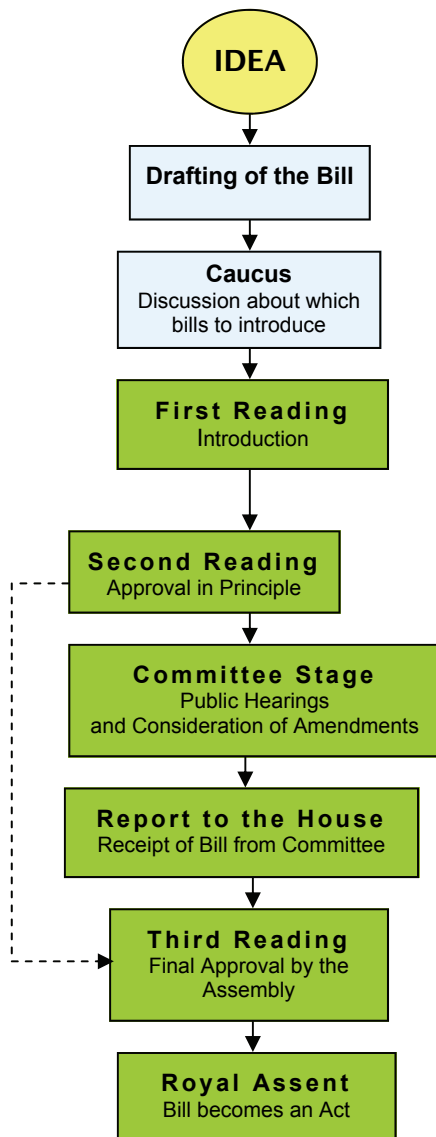 IDEA
Drafting of the Bill
Caucus
Discussion about which
bills to introduce
First Reading
Introduction
Second Reading
Approval in Principle
Committee Stage
Public Hearings
and Consideration of Amendments
Report to the House
Receipt of Bill from Committee
Third Reading
Final Approval by the
Assembly
Royal Assent
Bill becomes an Act